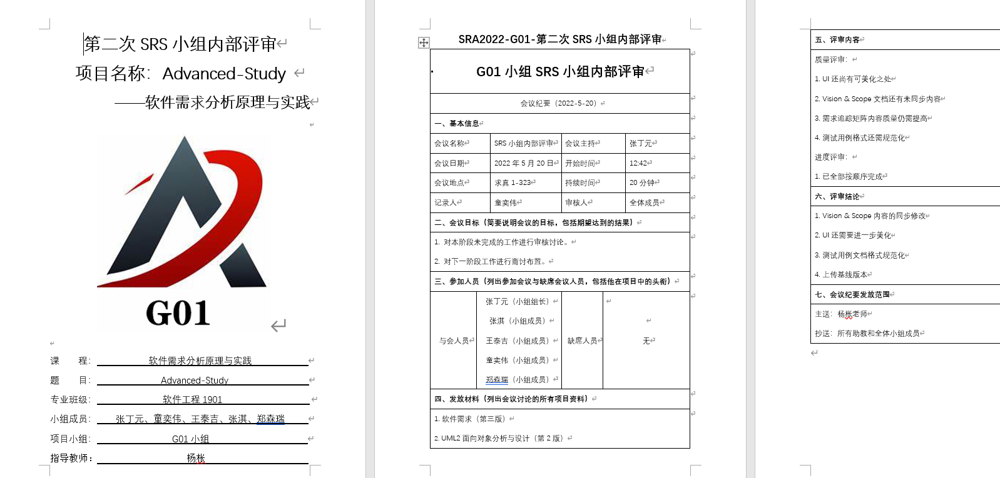 第二次 SRS 小组内部评审
项目名称：Advanced-Study
——软件需求分析原理与实践
G01
课 程： 软件需求分析原理与实践
题 目： Advanced-Study
专业班级： 软件工程 1901
小组成员： 张丁元、童奕伟、王泰吉、张淇、郑森瑞
项目小组： G01 小组
指导教师： 杨枨
SRA2022-G01-第二次 SRS 小组内部评审
G01 小组 SRS 小组内部评审
会议纪要（2022-5-20）
一、基本信息
会议名称 SRS 小组内部评审 会议主持 张丁元
会议日期 2022 年 5 月 20 日 开始时间 12:42
会议地点 求真 1-323 持续时间 20 分钟
记录人 童奕伟 审核人 全体成员
二、会议目标（简要说明会议的目标，包括期望达到的结果）
1. 对本阶段未完成的工作进行审核讨论。
2. 对下一阶段工作进行商讨布置。
三、参加人员（列出参加会议与缺席会议人员，包括他在项目中的头衔）
张丁元（小组组长）
张淇（小组成员）
与会人员 王泰吉（小组成员） 缺席人员 无
童奕伟（小组成员）
郑森瑞（小组成员）
四、发放材料（列出会议讨论的所有项目资料）
1. 软件需求（第三版）
2. UML2 面向对象分析与设计（第 2 版）
五、评审内容
质量评审：
1. UI 还尚有可美化之处
2. Vision & Scope 文档还有未同步内容
3. 需求追踪矩阵内容质量仍需提高
4. 测试用例格式还需规范化
进度评审：
1. 已全部按顺序完成
六、评审结论
1. Vision & Scope 内容的同步修改
2. UI 还需要进一步美化
3. 测试用例文档格式规范化
4. 上传基线版本
七、会议纪要发放范围
主送：杨枨老师
抄送：所有助教和全体小组成员